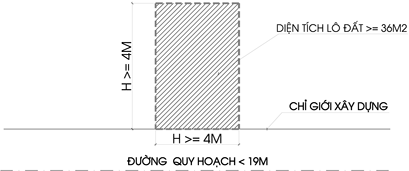 DIỆN TÍCH LÔ ĐẤT >= 36M2
H >= 4M
CHỈ GIỚI XÂY DỰNG
H >= 4M
ĐƯỜNG QUY HOẠCH < 19M